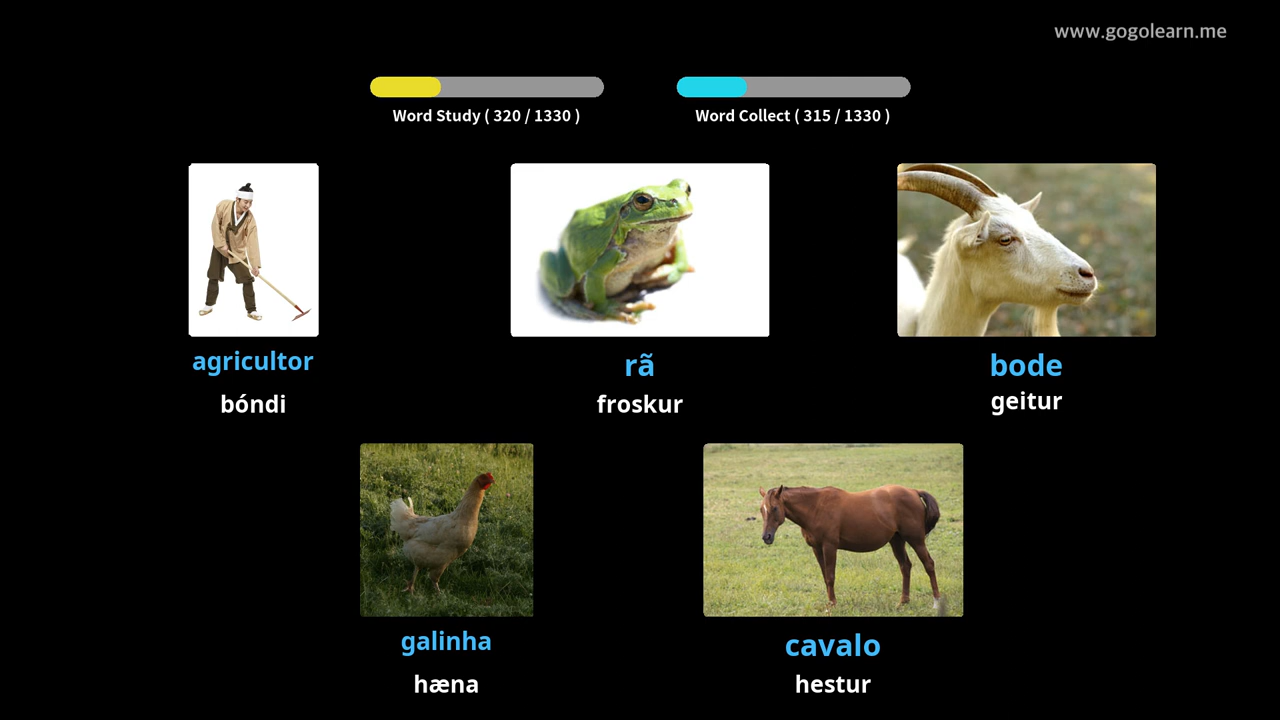 www.gogolearn.me
Word Study ( 320 / 1330 )
Word Collect ( 315 / 1330 )
agricultor
bóndi
rã
froskur
bode
geitur
galinha
hæna
cavalo
hestur